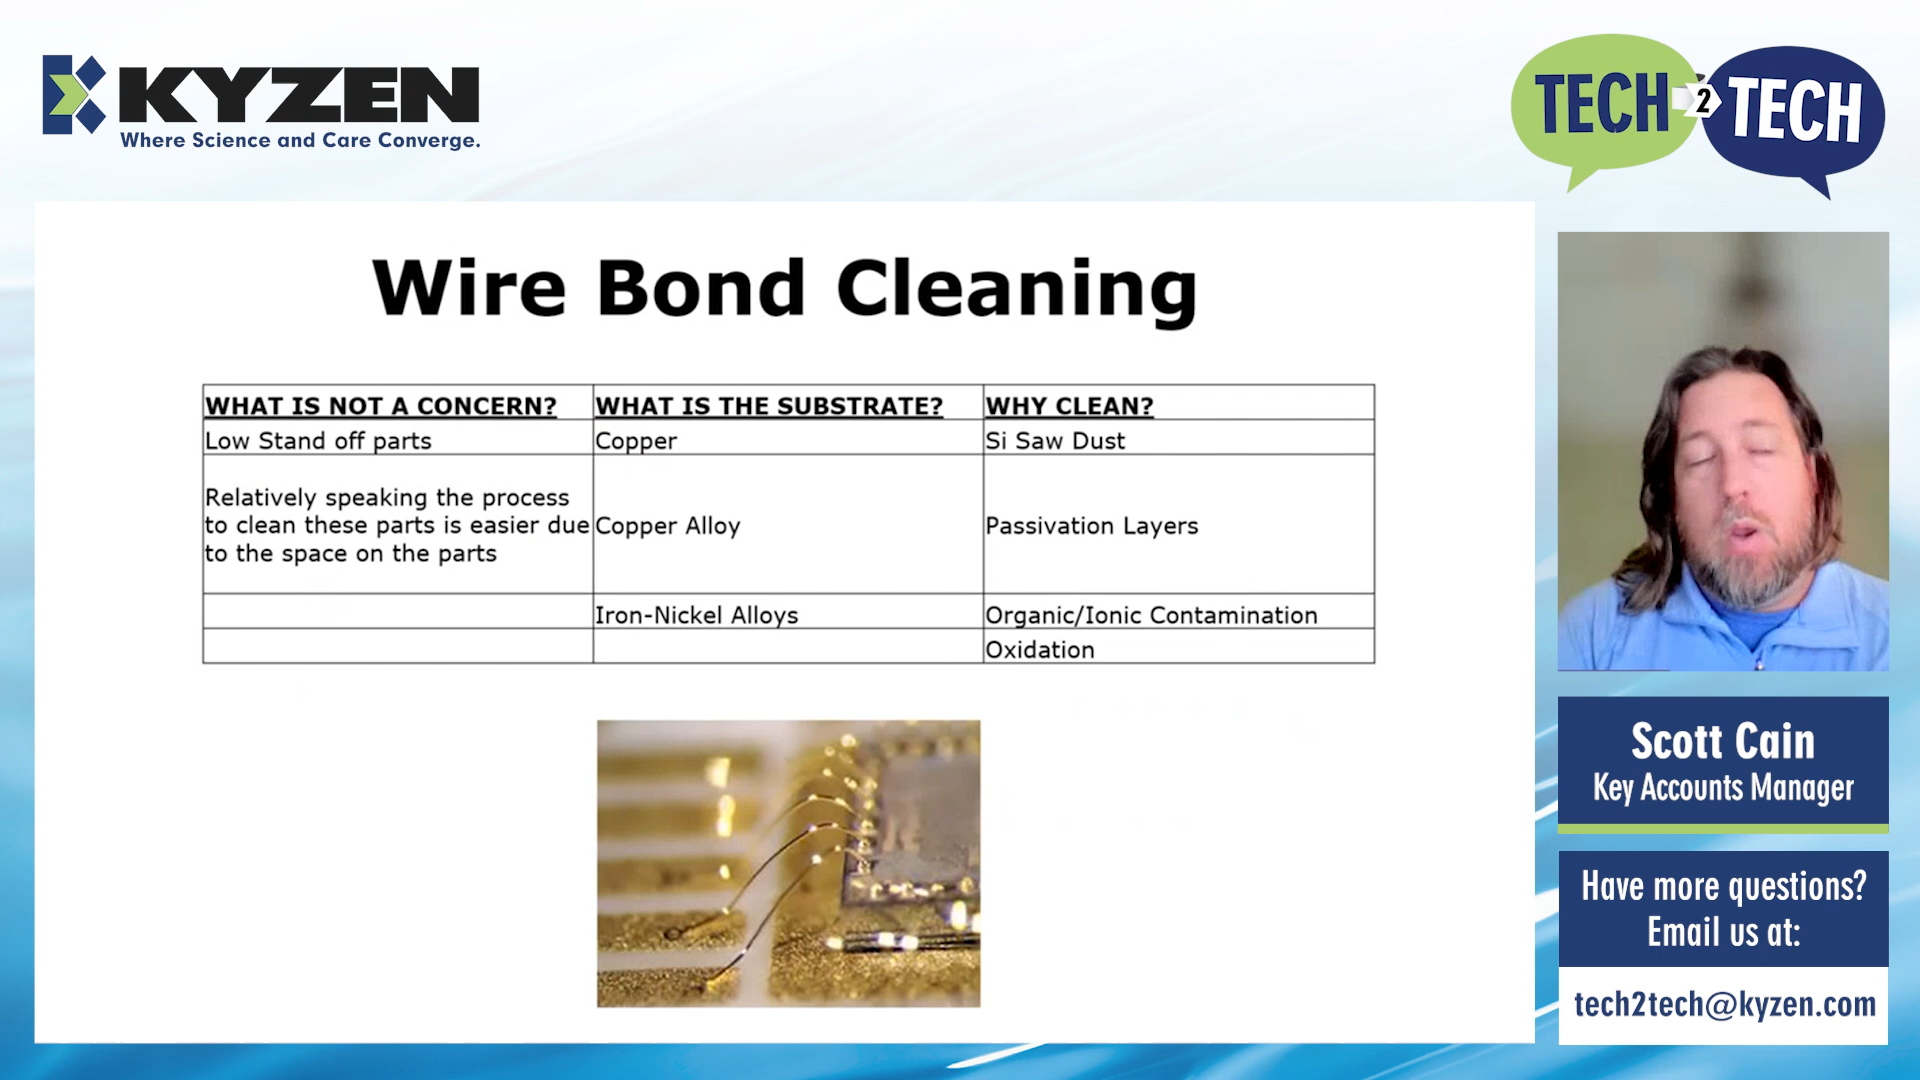 KYZEN
Where Science and Care Converge.
TECH 2 TECH
Wire Bond Cleaning
WHAT IS NOT A CONCERN?
WHAT IS THE SUBSTRATE?
WHY CLEAN?
Low Stand off parts
Copper
Si Saw Dust
Relatively speaking the process
to clean these parts is easier due
to the space on the parts
Copper Alloy
Passivation Layers
Iron-Nickel Alloys
Organic/Ionic Contamination
Oxidation
Scott Cain
Key Accounts Manager
Have more questions?
Email us at:
tech2tech@kyzen.com